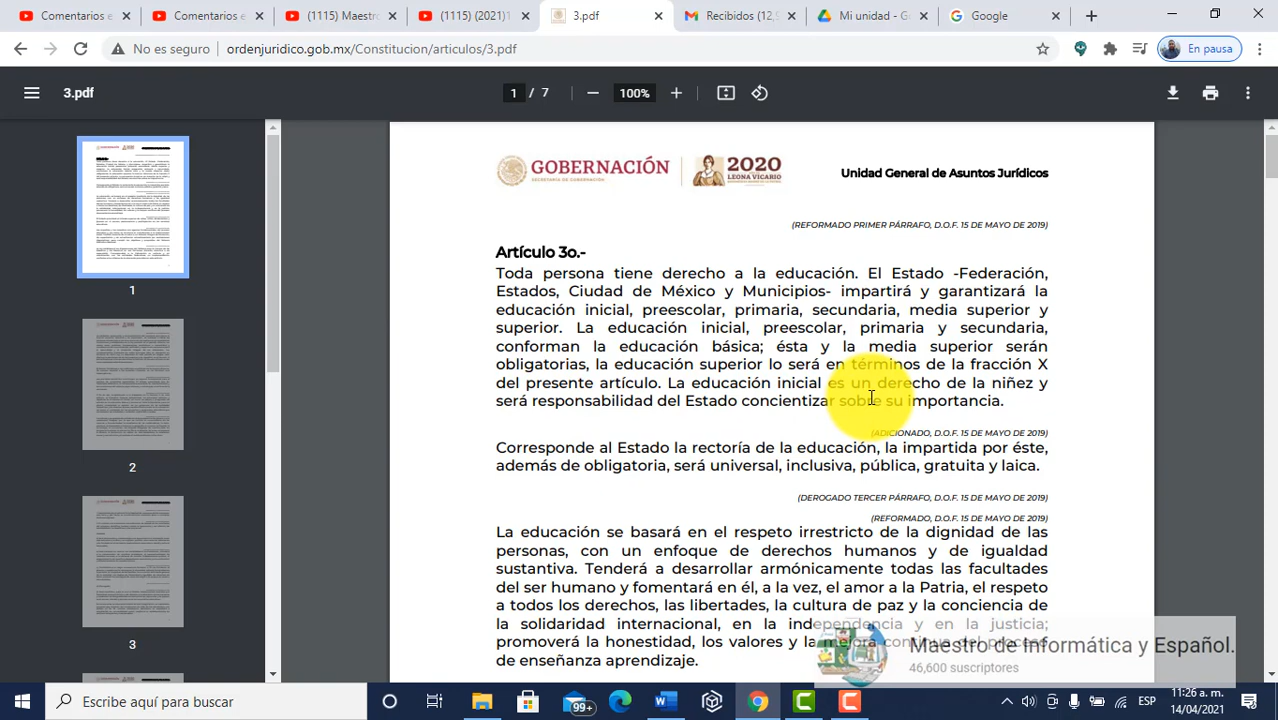 Comentarios e
Comentarios e
(1115) Maestro
(1115) (2021)1
3.pdf
Recibidos (12,9
Mi unidad - Go
Google
No es seguro
ordenjuridico.gob.mx/Constitucion/articulos/3.pdf
En pausa
3.pdf
1 / 7
100%
GOBERNACIÓN
SECRETARÍA DE GOBERNACIÓN
2020
LEONA VICARIO
Unidad General de Asuntos Jurídicos
(REFORMADO PRIMER PÁRRAFO, D.O.F. 15 DE MAYO DE 2019)
Artículo 3o.-
Toda persona tiene derecho a la educación. El Estado -Federación,
Estados, Ciudad de México y Municipios- impartirá y garantizará la
educación inicial, preescolar, primaria, secundaria, media superior y
superior. La educación inicial, preescolar, primaria y secundaria,
conforman la educación básica; ésta y la media superior serán
obligatorias, la educación superior lo será en términos de la fracción X
del presente artículo. La educación inicial es un derecho de la niñez y
será responsabilidad del Estado concientizar sobre su importancia.
(ADICIONADO, D.O.F. 15 DE MAYO DE 2019)
Corresponde al Estado la rectoría de la educación, la impartida por éste,
además de obligatoria, será universal, inclusiva, pública, gratuita y laica.
(DEROGADO TERCER PÁRRAFO, D.O.F. 15 DE MAYO DE 2019)
(REFORMADO, D.O.F. 15 DE MAYO DE 2019)
La educación se basará en el respeto irrestricto de la dignidad de las
personas, con un enfoque de derechos humanos y de igualdad
sustantiva. Tenderá a desarrollar armónicamente todas las facultades
del ser humano y fomentará en él, a la vez, el amor a la Patria, el respeto
a todos los derechos, las libertades, la cultura de paz y la conciencia de
la solidaridad internacional, en la independencia y en la justicia;
promoverá la honestidad, los valores y la mejora continua del proceso
de enseñanza aprendizaje.
1
2
3
Maestro de Informática y Español.
46,600 suscriptores
Escribe aquí para buscar
99+
ESP
11:26 a. m.
14/04/2021